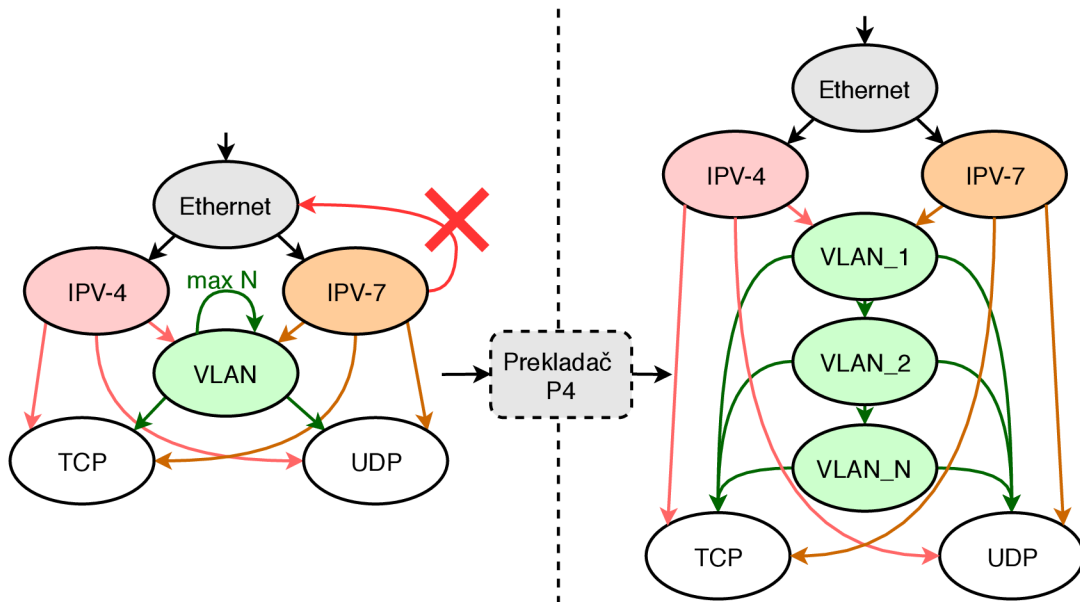 Ethernet
IPV-4
max N
IPV-7
VLAN
TCP
UDP
Prekladač
P4
Ethernet
IPV-4
IPV-7
VLAN_1
VLAN_2
VLAN_N
TCP
UDP